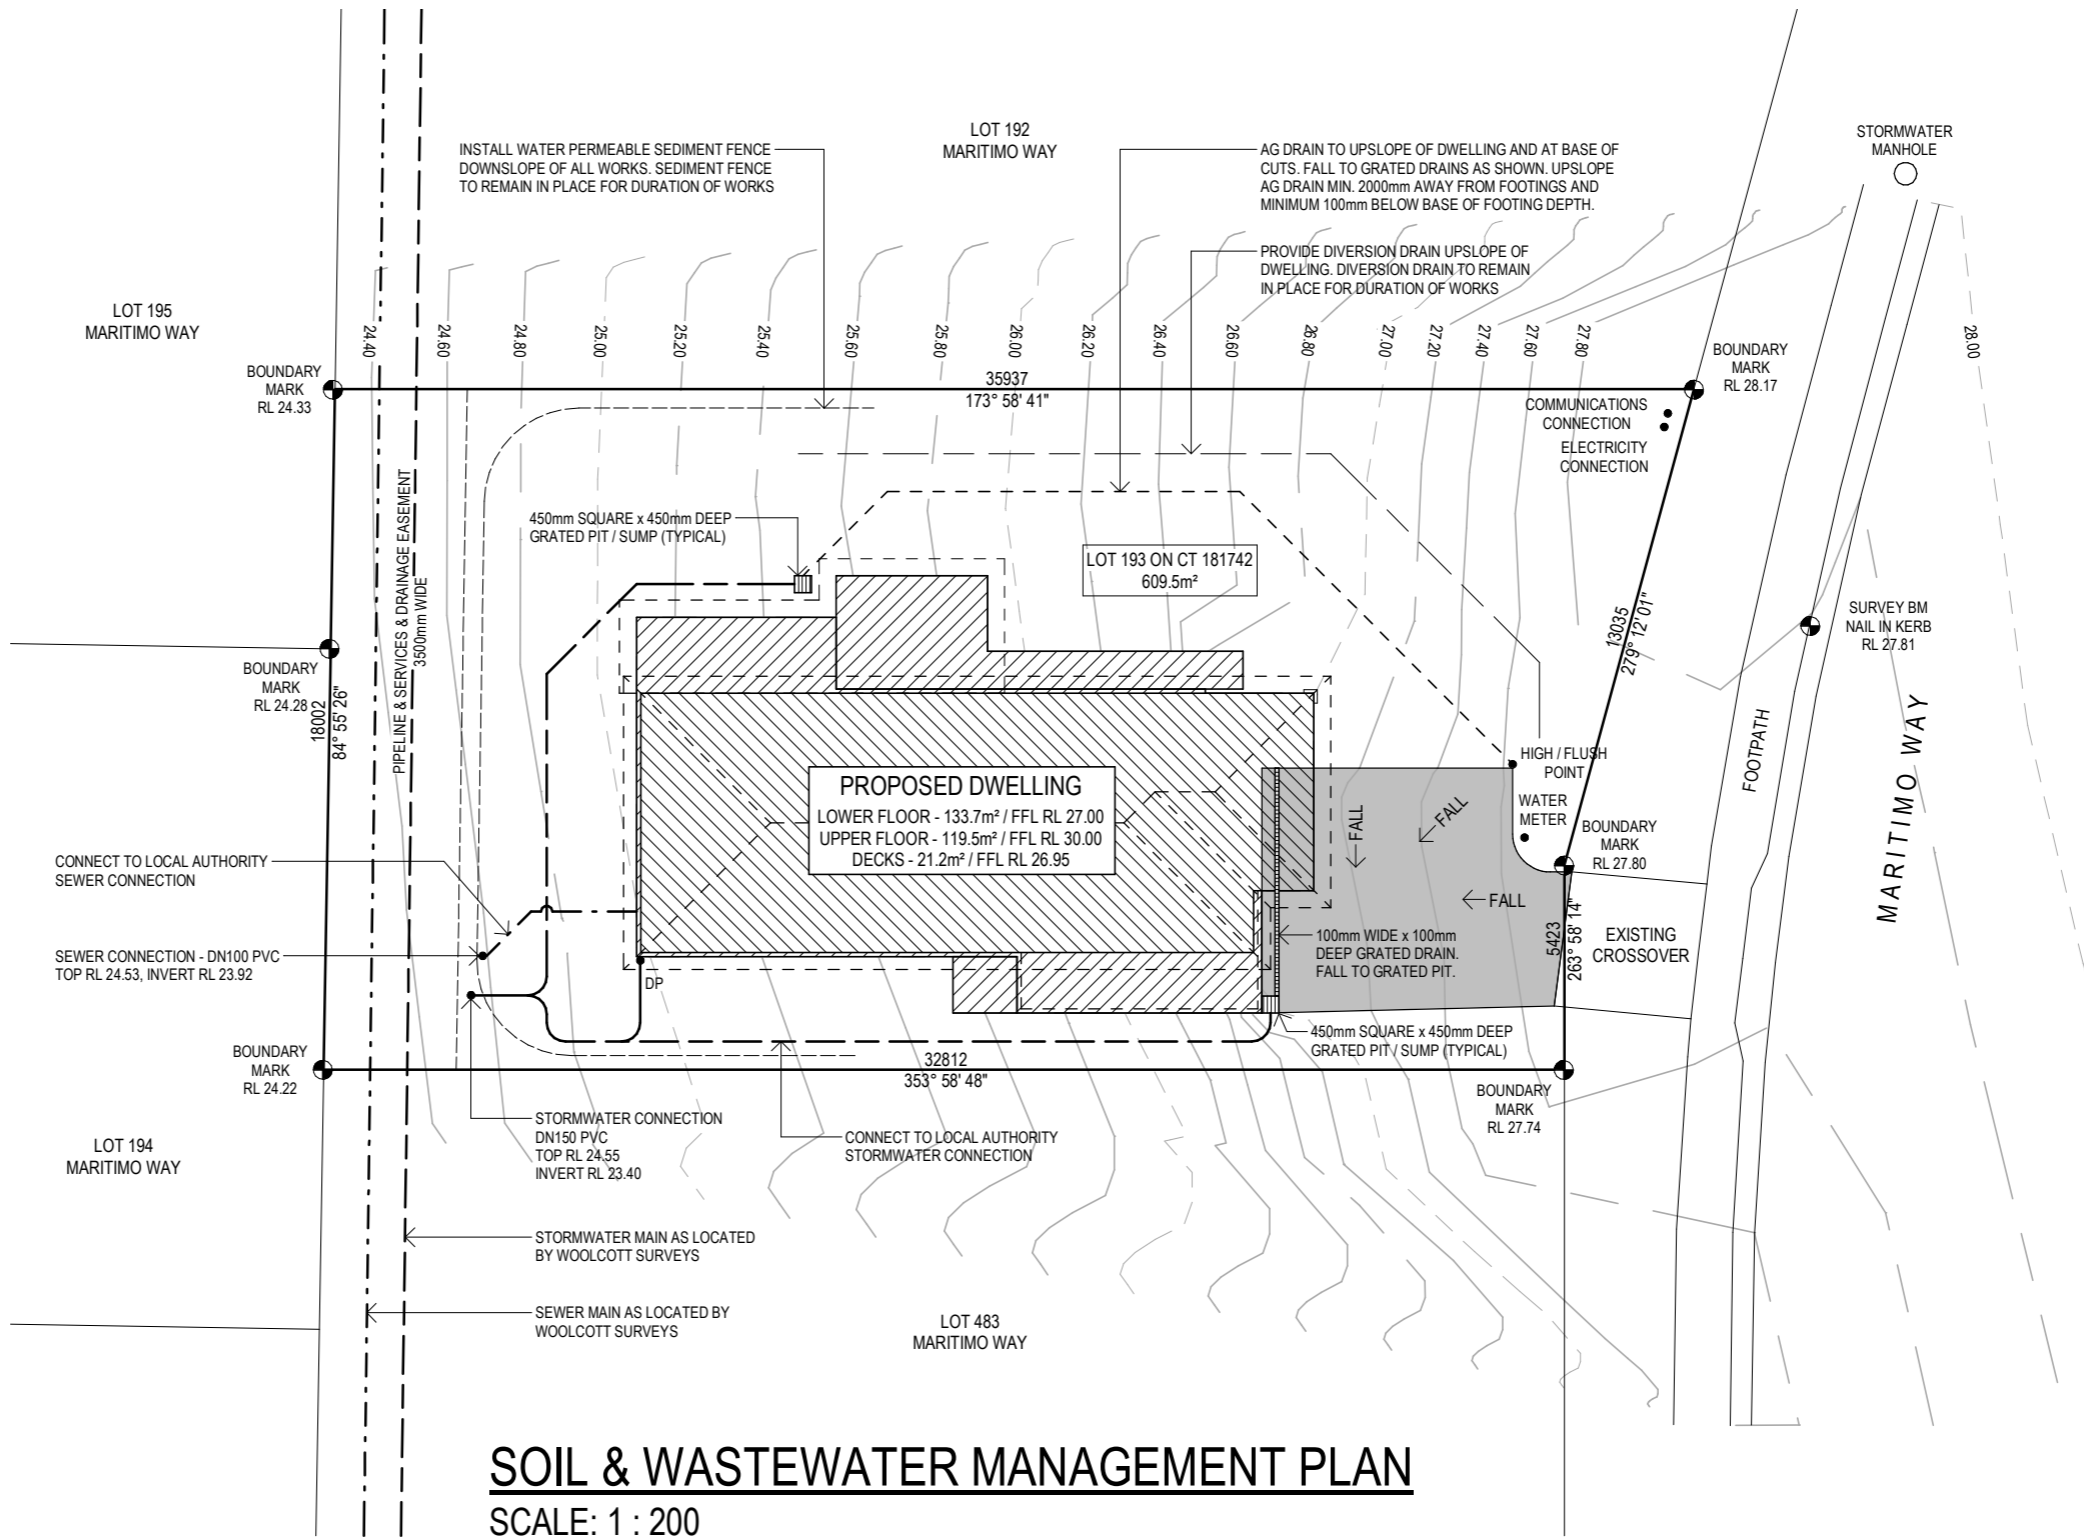 LOT 192
MARITIMO WAY
STORMWATER
MANHOLE
INSTALL WATER PERMEABLE SEDIMENT FENCE
DOWNSLOPE OF ALL WORKS. SEDIMENT FENCE
TO REMAIN IN PLACE FOR DURATION OF WORKS
AG DRAIN TO UPSLOPE OF DWELLING AND AT BASE OF
CUTS. FALL TO GRATED DRAINS AS SHOWN. UPSLOPE
AG DRAIN MIN. 2000mm AWAY FROM FOOTINGS AND
MINIMUM 100mm BELOW BASE OF FOOTING DEPTH.
PROVIDE DIVERSION DRAIN UPSLOPE OF
DWELLING. DIVERSION DRAIN TO REMAIN
IN PLACE FOR DURATION OF WORKS
LOT 195
MARITIMO WAY
24.40
24.60
24.80
25.00
25.20
25.40
25.60
25.80
26.00
26.20
26.40
26.60
26.80
27.00
27.20
27.40
27.60
27.80
28.00
BOUNDARY
MARK
RL 24.33
35937
173° 58' 41"
BOUNDARY
MARK
RL 28.17
COMMUNICATIONS
CONNECTION
ELECTRICITY
CONNECTION
PIPELINE & SERVICES & DRAINAGE EASEMENT
3500mm WIDE
450mm SQUARE x 450mm DEEP
GRATED PIT / SUMP (TYPICAL)
LOT 193 ON CT 181742
609.5m²
13035
279° 12' 01"
SURVEY BM
NAIL IN KERB
RL 27.81
BOUNDARY
MARK
RL 24.28
18002
84° 55' 26"
FOOTPATH
MARITIMO WAY
HIGH / FLUSH
POINT
WATER
METER
PROPOSED DWELLING
LOWER FLOOR - 133.7m² / FFL RL 27.00
UPPER FLOOR - 119.5m² / FFL RL 30.00
DECKS - 21.2m² / FFL RL 26.95
FALL
FALL
FALL
BOUNDARY
MARK
RL 27.80
CONNECT TO LOCAL AUTHORITY
SEWER CONNECTION
SEWER CONNECTION - DN100 PVC
TOP RL 24.53, INVERT RL 23.92
DP
100mm WIDE x 100mm
DEEP GRATED DRAIN.
FALL TO GRATED PIT.
5423
263° 58' 14"
EXISTING
CROSSOVER
450mm SQUARE x 450mm DEEP
GRATED PIT / SUMP (TYPICAL)
BOUNDARY
MARK
RL 24.22
32812
353° 58' 48"
BOUNDARY
MARK
RL 27.74
STORMWATER CONNECTION
DN150 PVC
TOP RL 24.55
INVERT RL 23.40
CONNECT TO LOCAL AUTHORITY
STORMWATER CONNECTION
LOT 194
MARITIMO WAY
STORMWATER MAIN AS LOCATED
BY WOOLCOTT SURVEYS
SEWER MAIN AS LOCATED BY
WOOLCOTT SURVEYS
LOT 483
MARITIMO WAY
SOIL & WASTEWATER MANAGEMENT PLAN
SCALE: 1 : 200